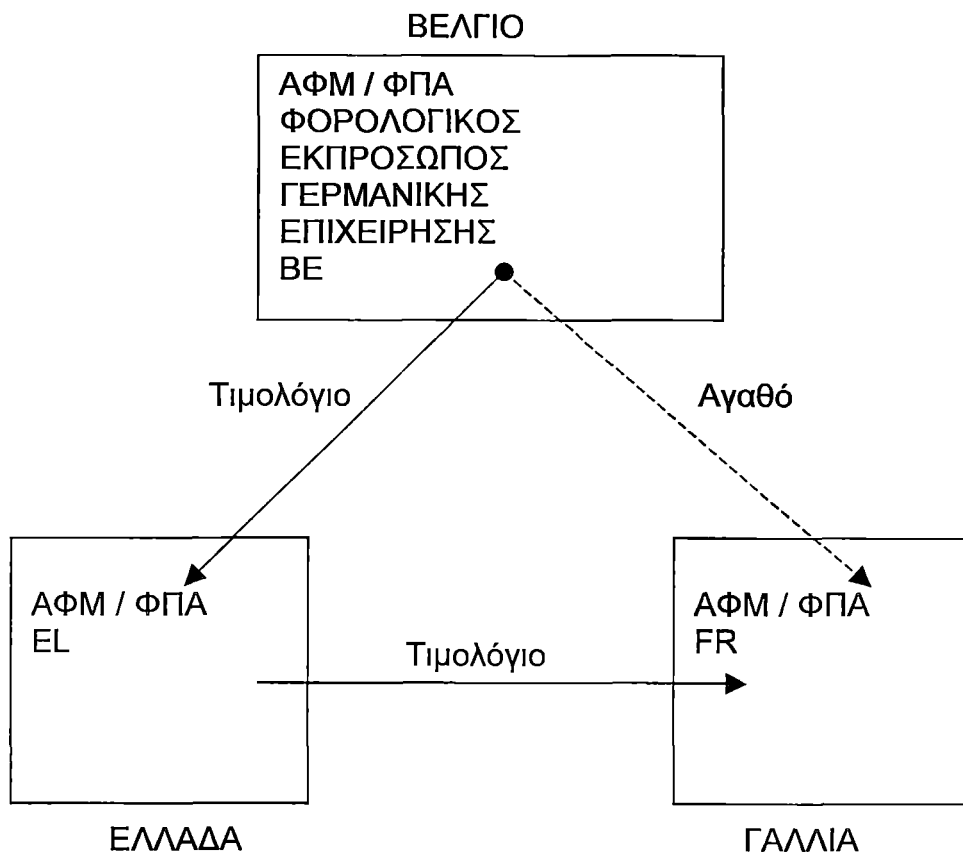 ΒΕΛΓΙΟ
ΑΦΜ / ΦΠΑ
ΦΟΡΟΛΟΓΙΚΟΣ
ΕΚΠΡΟΣΩΠΟΣ
ΓΕΡΜΑΝΙΚΗΣ
ΕΠΙΧΕΙΡΗΣΗΣ
BE
Τιμολόγιο
Αγαθό
ΑΦΜ / ΦΠΑ
EL
Τιμολόγιο
ΑΦΜ / ΦΠΑ
FR
ΕΛΛΑΔΑ
ΓΑΛΛΙΑ